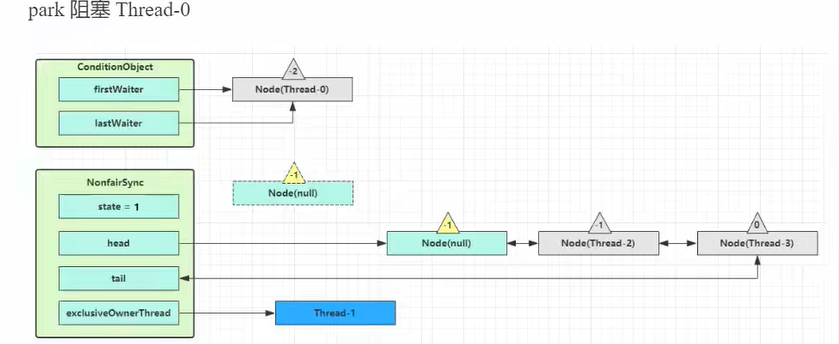 park 阻塞 Thread-0
ConditionObject
-2
firstWaiter
Node(Thread-0)
lastWaiter
-1
NonfairSync
Node(null)
state = 1
-1
-1
0
head
Node(null)
Node(Thread-2)
Node(Thread-3)
tail
exclusiveOwnerThread
Thread-1